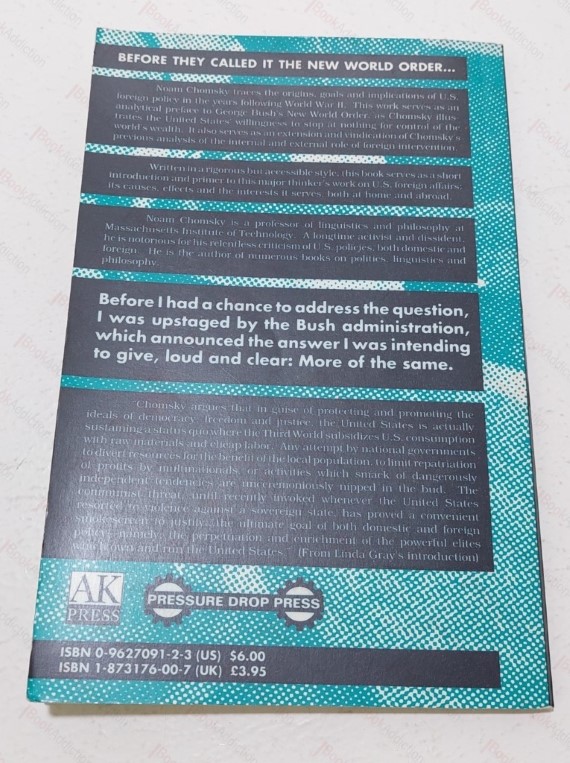 BEFORE THEY CALLED IT THE NEW WORLD ORDER...
Noam Chomsky traces the origins, goals and implications of U.S.
foreign policy in the years following World War II. This work serves as an
analytical preface to George Bush's New World Order, as Chomsky illus-
trates the United States' willingness to stop at nothing for control of the
world's wealth. It also serves as an extension and vindication of Chomsky's
previous analysis of the internal and external role of foreign intervention.
Written in a rigorous but accessible style, this book serves as a short
introduction and primer to this major thinker's work on U.S. foreign affairs:
its causes, effects and the interests it serves, both at home and abroad.
Noam Chomsky is a professor of linguistics and philosophy at
Massachusetts Institute of Technology. A longtime activist and dissident,
he is notorious for his relentless criticism of U.S. policies, both domestic and
foreign. He is the author of numerous books on politics, linguistics and
philosophy.
Before I had a chance to address the question,
I was upstaged by the Bush administration,
which announced the answer I was intending
to give, loud and clear: More of the same.
Chomsky argues that in guise of protecting and promoting the
ideals of democracy, freedom and justice, the United States is actually
sustaining a status quo where the Third World subsidizes U.S. consumption
with raw materials and cheap labor. Any attempt by national governments
to divert resources for the benefit of the local population, to limit repatriation
of profits by multinationals, or activities which smack of dangerously
independent tendencies are unceremoniously nipped in the bud. The
communist threat, until recently invoked whenever the United States
resorted to violence against a sovereign state, has proved a convenient
smokescreen to justify the ultimate goal of both domestic and foreign
policy, namely the perpetuation and enrichment of the powerful elites
who own and run the United States. (From Linda Gray's introduction)
AK
PRESS
PRESSURE DROP PRESS
ISBN 0-9627091-2-3 (US) $6.00
ISBN 1-873176-00-7 (UK) £3.95